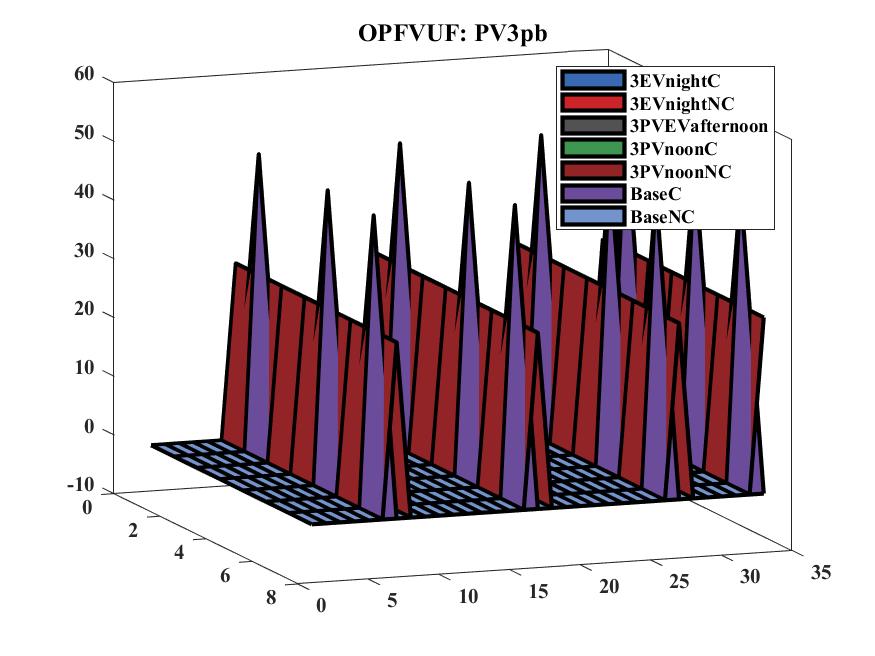 OPFVUF: PV3pb
3EVnightC
3EVnightNC
3PVEVafternoon
3PVnoonC
3PVnoonNC
BaseC
BaseNC
60
50
40
30
20
10
0
-10
0
2
4
6
8
0
5
10
15
20
25
30
35